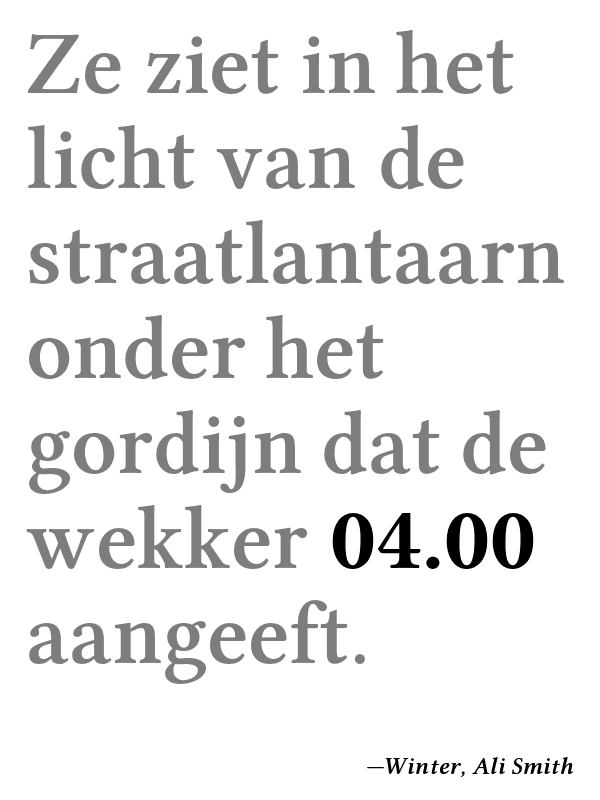 Ze ziet in het
licht van de
straatlantaarn
onder het
gordijn dat de
wekker 04.00
aangeeft.
—Winter, Ali Smith